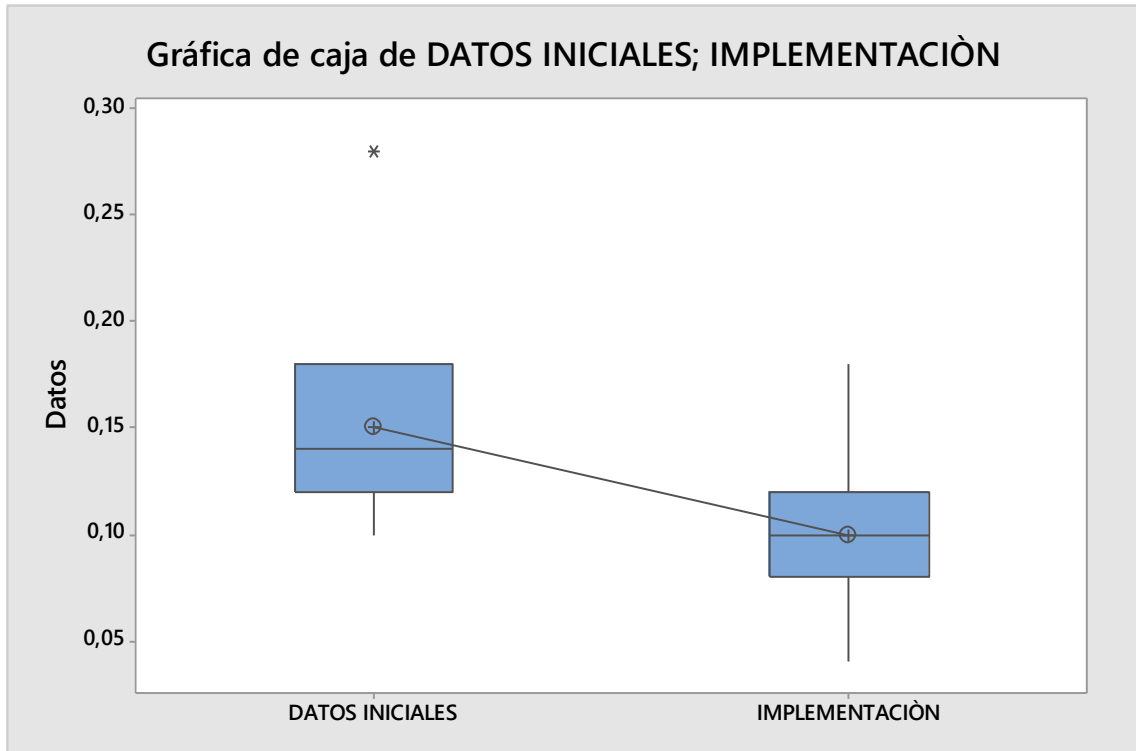 Gráfica de caja de DATOS INICIALES; IMPLEMENTACIÒN
0,30
0,25
0,20
0,15
0,10
0,05
Datos
DATOS INICIALES
IMPLEMENTACIÒN